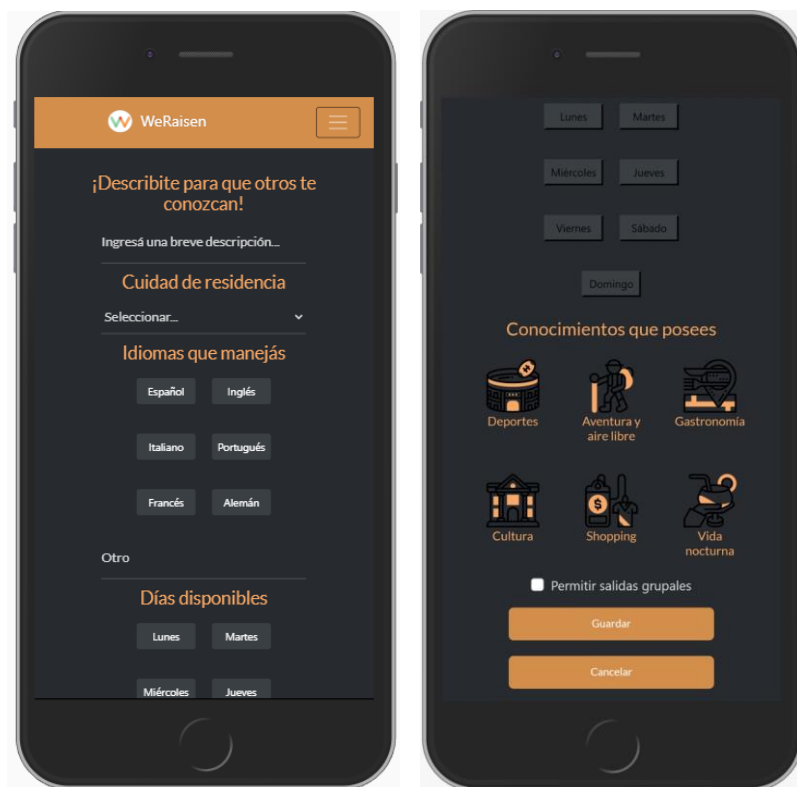 WeRaisen
¡Describite para que otros te
conozcan!
Ingresá una breve descripción...
Cuidad de residencia
Seleccionar...
Idiomas que manejás
Español Inglés
Italiano Portugués
Francés Alemán
Otro
Días disponibles
Lunes Martes
Miércoles Jueves
Lunes Martes
Miércoles Jueves
Viernes Sábado
Domingo
Conocimientos que posees
Deportes Aventura y Gastronomía
aire libre
Cultura Shopping Vida
nocturna
Permitir salidas grupales
Guardar
Cancelar